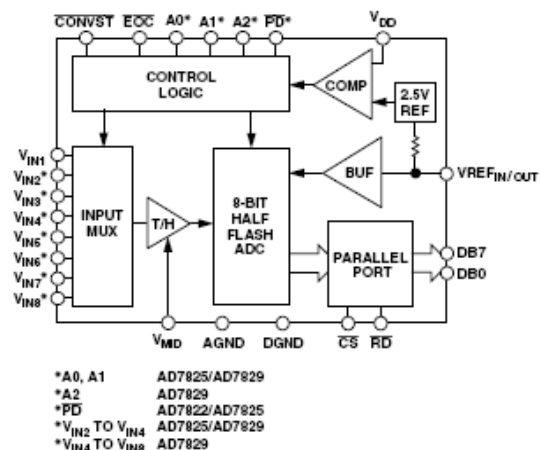 CONVST EOC A0* A1* A2* PD* VDD
CONTROL LOGIC
COMP
2.5V REF
BUF
VREFIN/OUT
VIN1
VIN2*
VIN3*
VIN4*
VIN5*
VIN6*
VIN7*
VIN8*
INPUT MUX
T/H
8-BIT HALF FLASH ADC
PARALLEL PORT
DB7
DB0
VMID AGND DGND CS RD
*A0, A1 AD7825/AD7829
*A2 AD7829
*PD AD7822/AD7825
*VIN2 TO VIN4 AD7825/AD7829
*VIN4 TO VIN8 AD7829